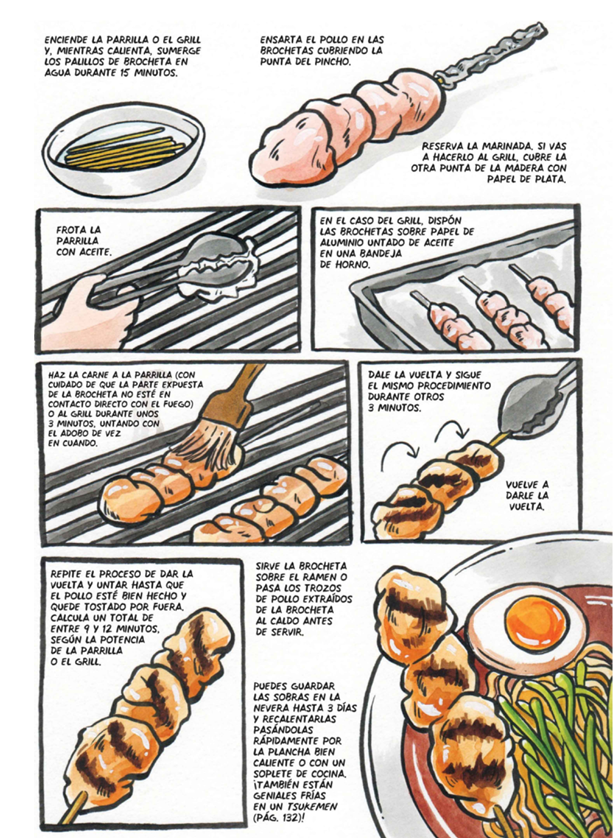 ENCIENDE LA PARRILLA O EL GRILL
Y, MIENTRAS CALIENTA, SUMERGE
LOS PALILLOS DE BROCHETA EN
AGUA DURANTE 15 MINUTOS.
ENSARTA EL POLLO EN LAS
BROCHETAS CUBRIENDO LA
PUNTA DEL PINCHO.
RESERVA LA MARINADA. SI VAS
A HACERLO AL GRILL, CUBRE LA
OTRA PUNTA DE LA MADERA CON
PAPEL DE PLATA.
FROTA LA
PARRILLA
CON ACEITE.
EN EL CASO DEL GRILL, DISPÓN
LAS BROCHETAS SOBRE PAPEL DE
ALUMINIO UNTADO DE ACEITE
EN UNA BANDEJA
DE HORNO.
HAZ LA CARNE A LA PARRILLA (CON
CUIDADO DE QUE LA PARTE EXPUESTA
DE LA BROCHETA NO ESTÉ EN
CONTACTO DIRECTO CON EL FUEGO)
O AL GRILL DURANTE UNOS
3 MINUTOS, UNTANDO CON
EL ADOBO DE VEZ
EN CUANDO.
DALE LA VUELTA Y SIGUE
EL MISMO PROCEDIMIENTO
DURANTE OTROS
3 MINUTOS.
VUELVE A
DARLE LA
VUELTA.
REPITE EL PROCESO DE DAR LA
VUELTA Y UNTAR HASTA QUE
EL POLLO ESTÉ BIEN HECHO Y
QUEDE TOSTADO POR FUERA.
CALCULA UN TOTAL DE
ENTRE 9 Y 12 MINUTOS,
SEGÚN LA POTENCIA
DE LA PARRILLA
O EL GRILL.
SIRVE LA BROCHETA
SOBRE EL RAMEN O
PASA LOS TROZOS
DE POLLO EXTRAÍDOS
DE LA BROCHETA
AL CALDO ANTES
DE SERVIR.
PUEDES GUARDAR
LAS SOBRAS EN LA
NEVERA HASTA 3 DÍAS
Y RECALENTARLAS
PASÁNDOLAS
RÁPIDAMENTE POR
LA PLANCHA BIEN
CALIENTE O CON UN
SOPLETE DE COCINA.
¡TAMBIÉN ESTÁN
GENIALES FRÍAS
EN UN TSUKEMEN
(PÁG. 132)!